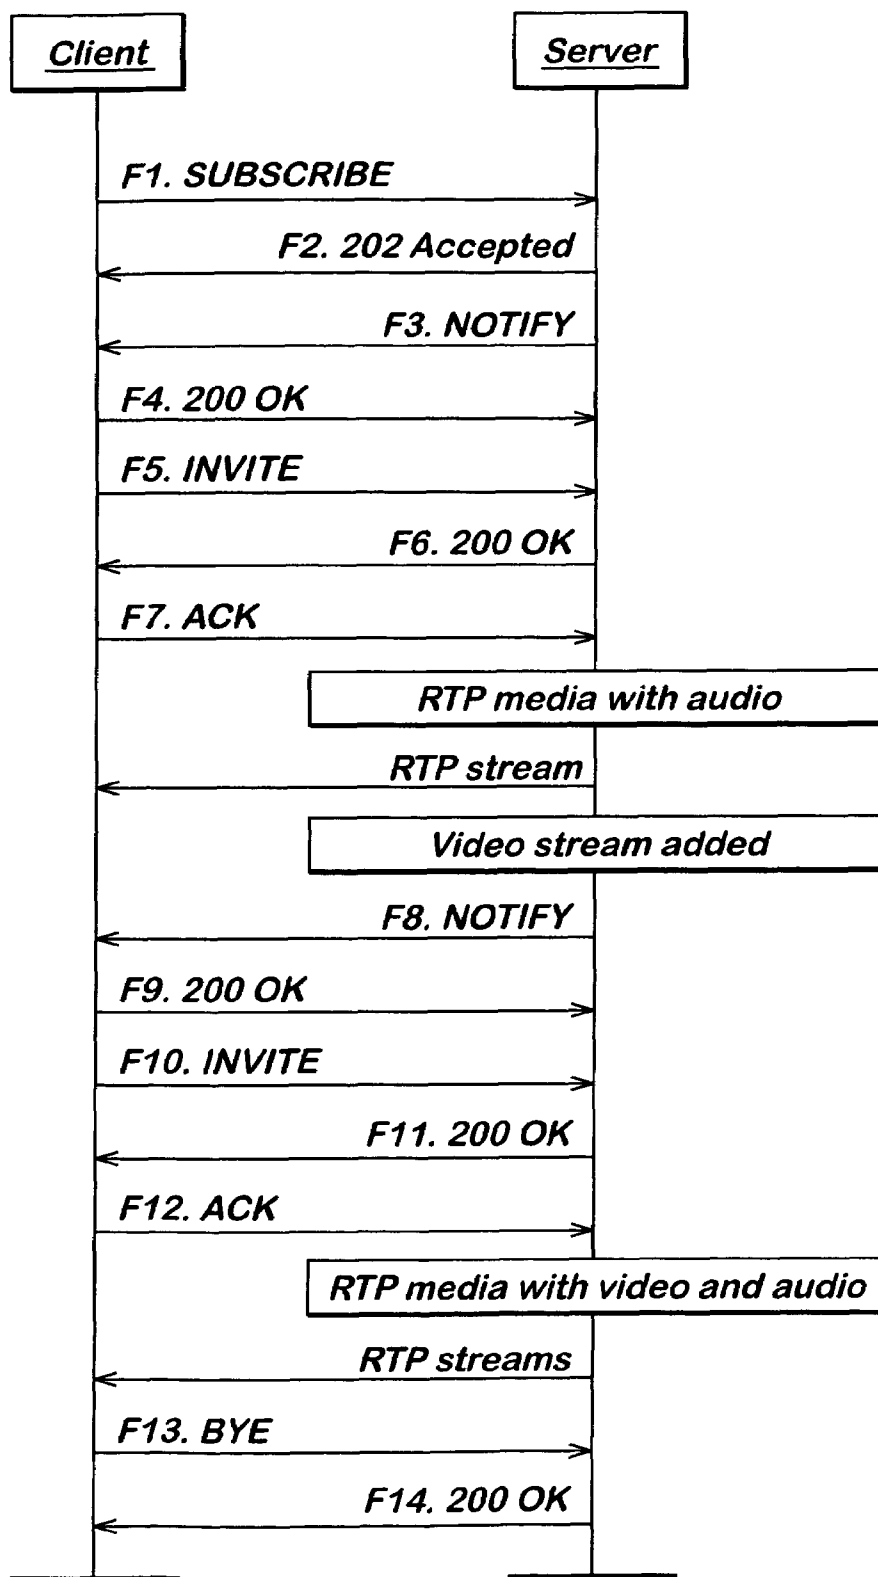 Client
Server
F1. SUBSCRIBE
F2. 202 Accepted
F3. NOTIFY
F4. 200 OK
F5. INVITE
F6. 200 OK
F7. ACK
RTP media with audio
RTP stream
Video stream added
F8. NOTIFY
F9. 200 OK
F10. INVITE
F11. 200 OK
F12. ACK
RTP media with video and audio
RTP streams
F13. BYE
F14. 200 OK